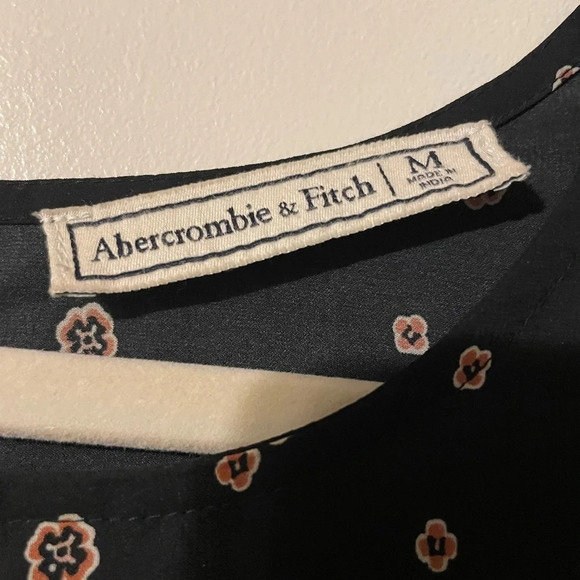 Abercrombie & Fitch
M
MADE IN
INDIA